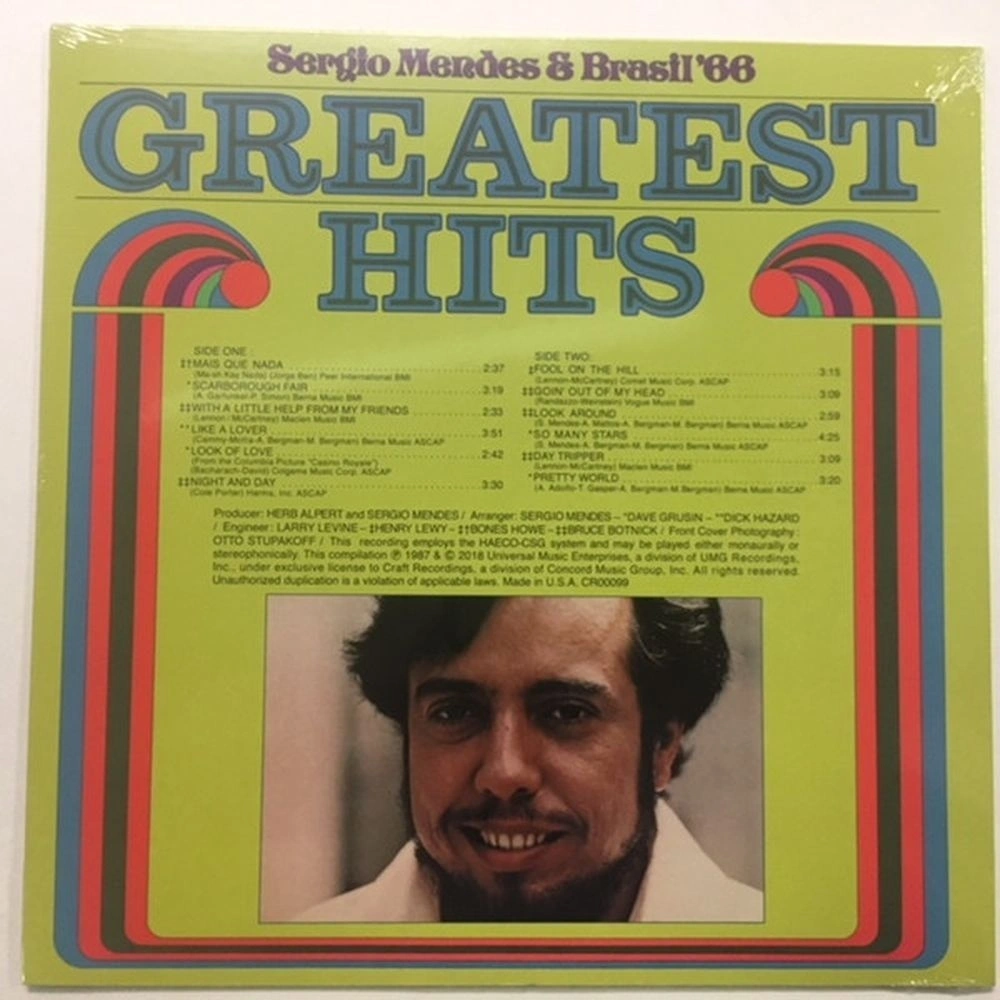 Sergio Mendes & Brasil '66
GREATEST
HITS
SIDE ONE :
‡†MAIS QUE NADA 2:37
(Ma-sh Kay Nada) (Jorge Ben) Peer International BMI
*SCARBOROUGH FAIR 3:19
(A. Garfunkel-P. Simon) Berna Music BMI
‡‡WITH A LITTLE HELP FROM MY FRIENDS 2:33
(Lennon / McCartney) Maclen Music BMI
**LIKE A LOVER 3:51
A. Bergman-M. Bergman) Berna Music ASCAP
*LOOK OF LOVE 2:42
(From the Columbia Picture "Casino Royale")
(Bacharach-David) Colgems Music Corp. ASCAP
‡‡NIGHT AND DAY 3:30
(Cole Porter) Harms, Inc. ASCAP
SIDE TWO:
‡FOOL ON THE HILL 3:15
(Lennon-McCartney) Comet Music Corp. ASCAP
‡‡GOIN' OUT OF MY HEAD 3:09
(Randazzo-Weinstein) Vogue Music BMI
‡‡LOOK AROUND 2:59
(S. Mendes-A. Mattos-A. Bergman-M. Bergman) Berna Music ASCAP
*SO MANY STARS 4:25
(S. Mendes-A. Bergman-M. Bergman) Berna Music ASCAP
‡‡DAY TRIPPER 3:09
(Lennon-McCartney) Maclen Music BMI
*PRETTY WORLD 3:20
(A. Adolfo-T. Gasper-A. Bergman-M.Bergman) Berna Music ASCAP
Producer: HERB ALPERT and SERGIO MENDES / Arranger: SERGIO MENDES – *DAVE GRUSIN – **DICK HAZARD
/ Engineer: LARRY LEVINE – ‡HENRY LEWY – ‡†BONES HOWE – ‡‡BRUCE BOTNICK / Front Cover Photography:
OTTO STUPAKOFF / This recording employs the HAECO-CSG system and may be played either monaurally or
stereophonically. This compilation ℗ 1987 & © 2018 Universal Music Enterprises, a division of UMG Recordings,
Inc., under exclusive license to Craft Recordings, a division of Concord Music Group, Inc. All rights reserved.
Unauthorized duplication is a violation of applicable laws. Made in U.S.A. CR00099